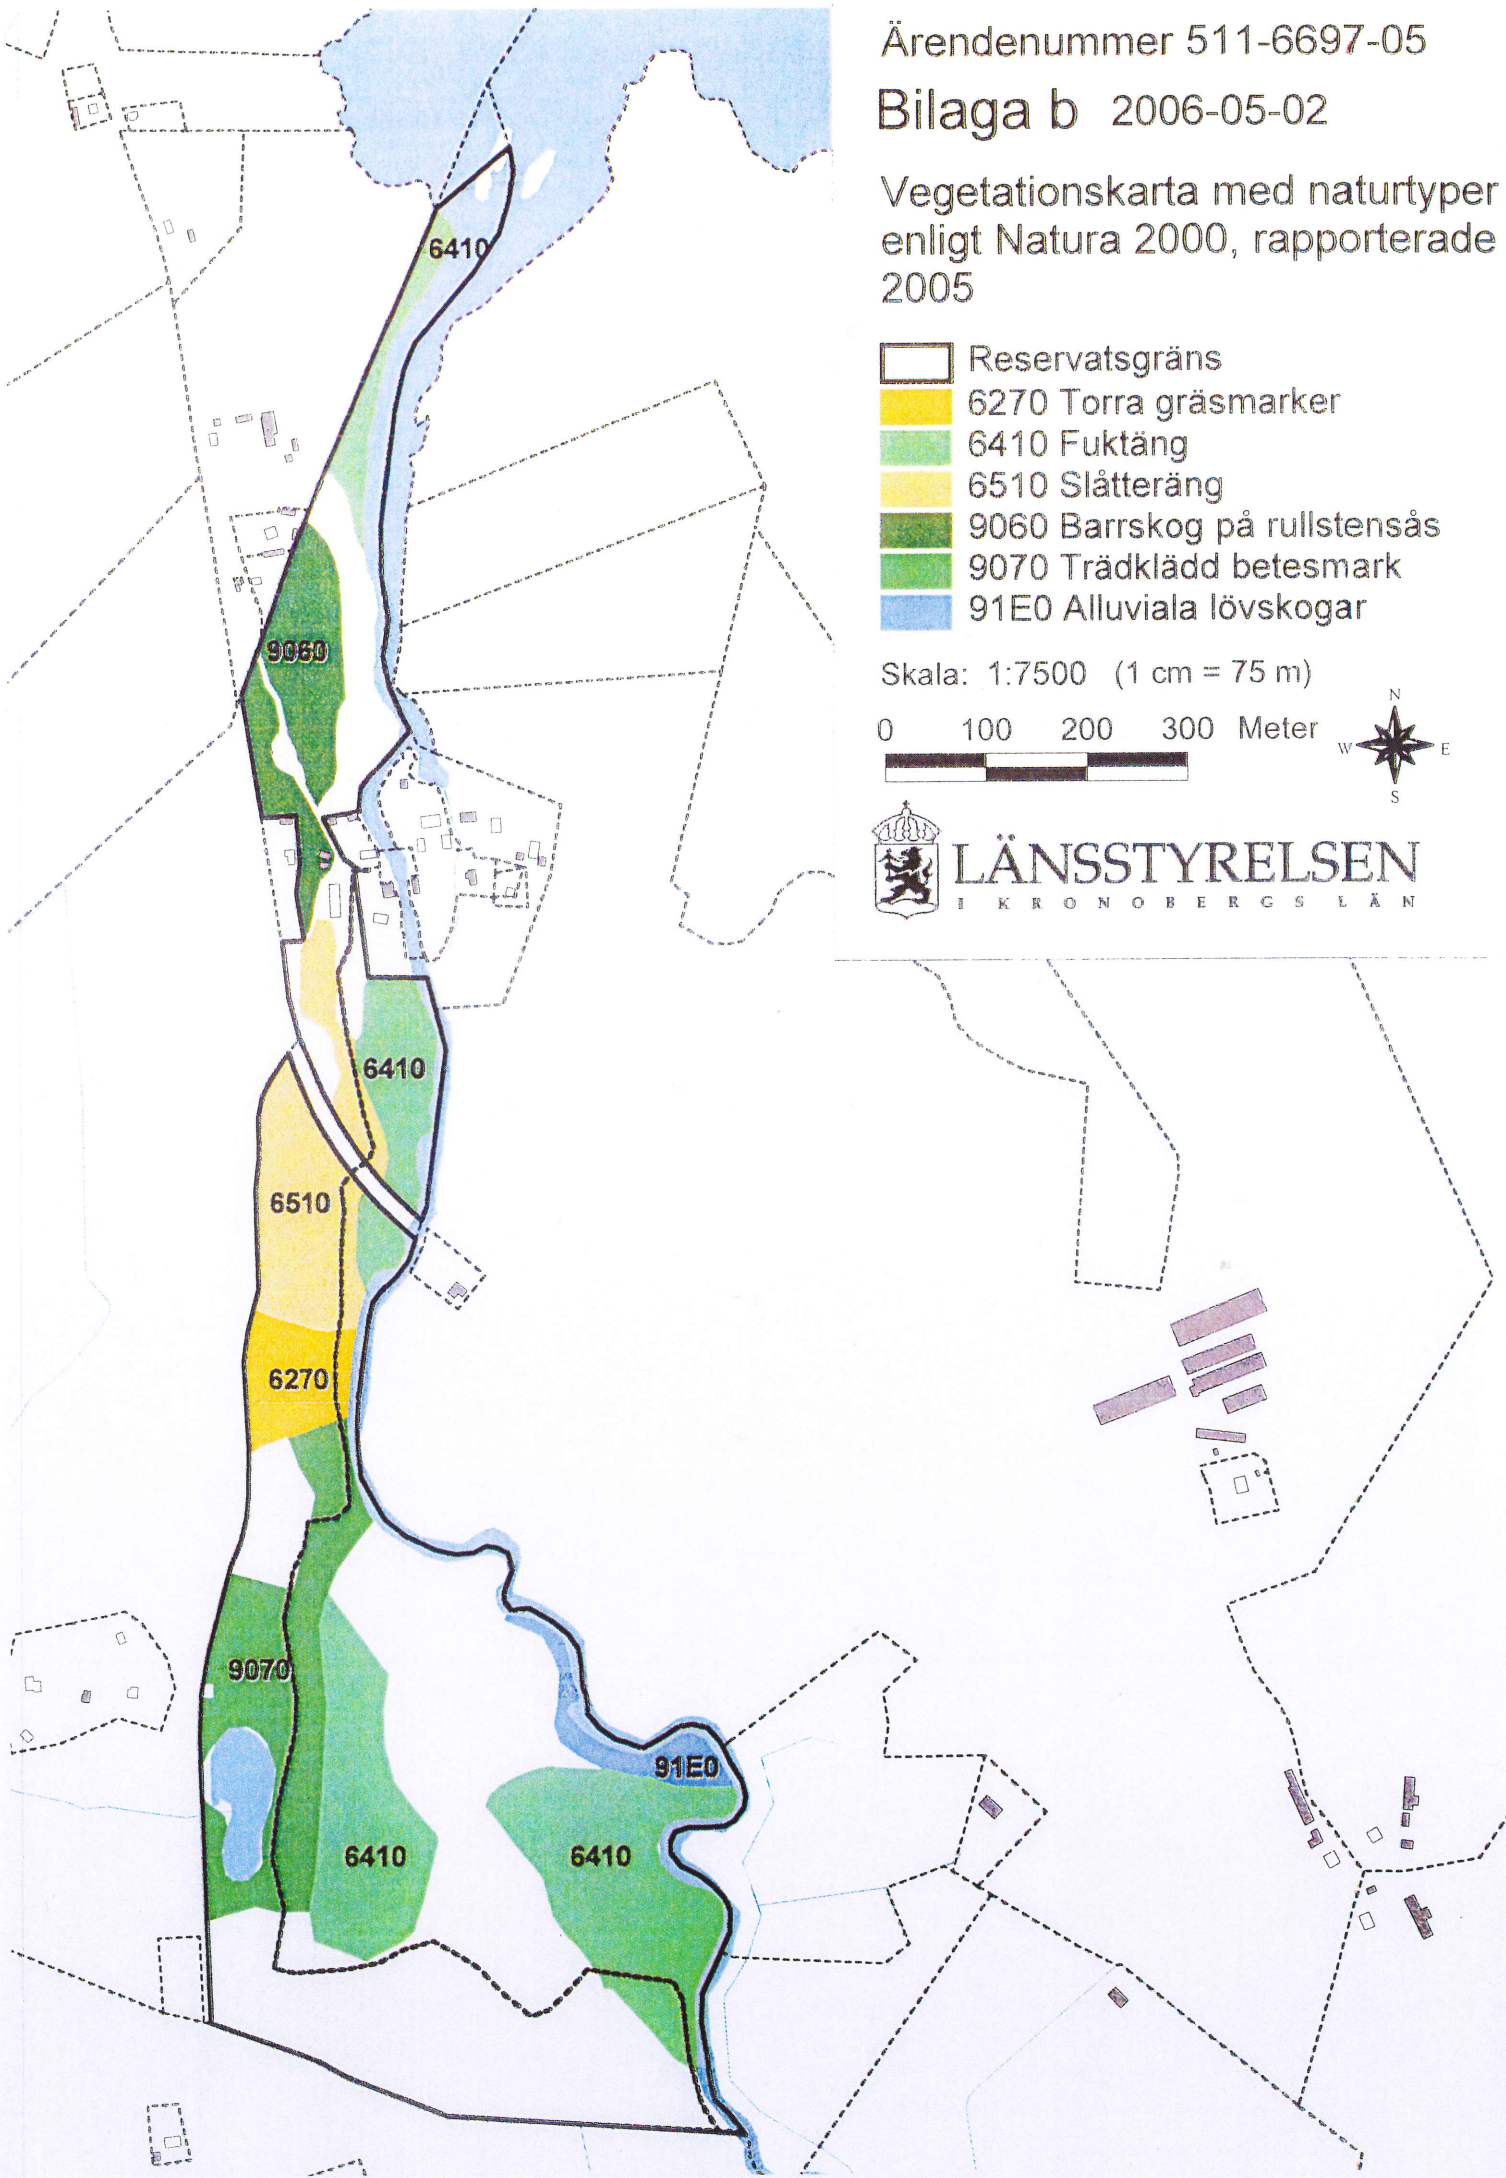 Ärendenummer 511-6697-05
Bilaga b 2006-05-02
Vegetationskarta med naturtyper
enligt Natura 2000, rapporterade
2005
Reservatsgräns
6270 Torra gräsmarker
6410 Fuktäng
6510 Slåtteräng
9060 Barrskog på rullstensås
9070 Trädklädd betesmark
91E0 Alluviala lövskogar
Skala: 1:7500 (1 cm = 75 m)
0 100 200 300 Meter
N
W E
S
LÄNSSTYRELSEN
I KRONOBERGS LÄN
6410
9060
6410
6510
6270
9070
91E0
6410
6410